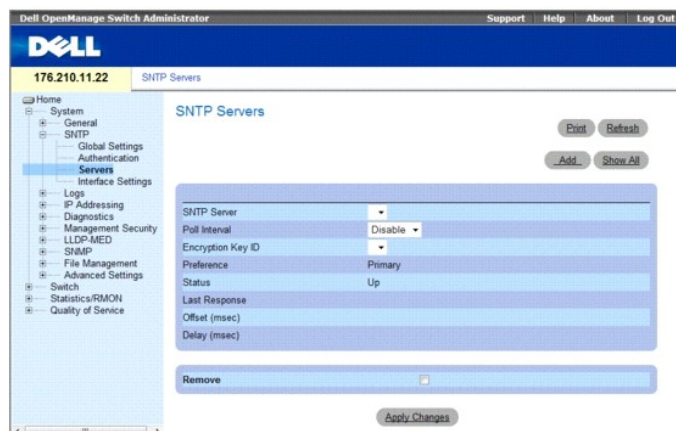 Dell OpenManage Switch Administrator
Support Help About Log Out
DELL
176.210.11.22
SNTP Servers
Home
System
General
SNTP
Global Settings
Authentication
Servers
Interface Settings
Logs
IP Addressing
Diagnostics
Management Security
LLDP-MED
SNMP
File Management
Advanced Settings
Switch
Statistics/RMON
Quality of Service
SNTP Servers
Print Refresh
Add Show All
SNTP Server
Poll Interval Disable
Encryption Key ID
Preference Primary
Status Up
Last Response
Offset (msec)
Delay (msec)
Remove
Apply Changes